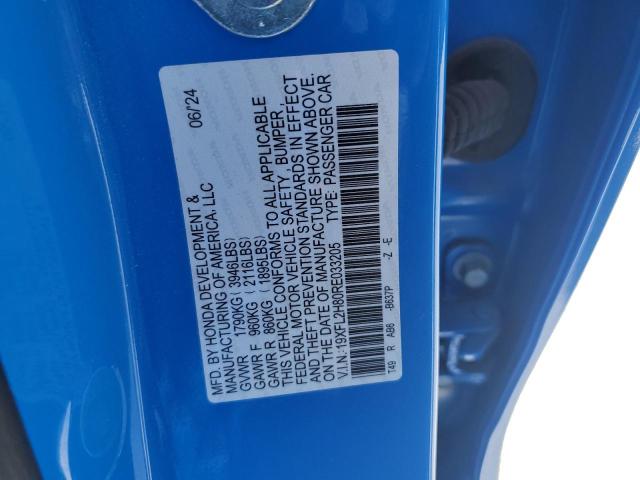 MFD. BY HONDA DEVELOPMENT & 06/24
MANUFACTURING OF AMERICA, LLC
GVWR 1790KG(3946LBS)
GAWR F 960KG (2116LBS)
GAWR R 860KG (1895LBS)
THIS VEHICLE CONFORMS TO ALL APPLICABLE
FEDERAL MOTOR VEHICLE SAFETY, BUMPER,
AND THEFT PREVENTION STANDARDS IN EFFECT
ON THE DATE OF MANUFACTURE SHOWN ABOVE.
V.I.N.:19XFL2H80RE033205 TYPE: PASSENGER CAR
T49 R AB8 -B637P -Z -E